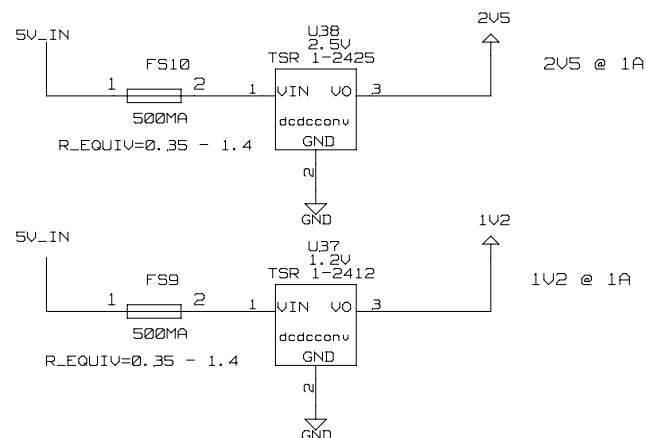 5V_IN
FS10
1 2
500MA
R_EQUIV=0.35 - 1.4
U38
2.5V
TSR 1-2425
1 VIN VO 3
dcdcconv
GND
2
GND
2V5
2V5 @ 1A
5V_IN
FS9
1 2
500MA
R_EQUIV=0.35 - 1.4
U37
1.2V
TSR 1-2412
1 VIN VO 3
dcdcconv
GND
2
GND
1V2
1V2 @ 1A